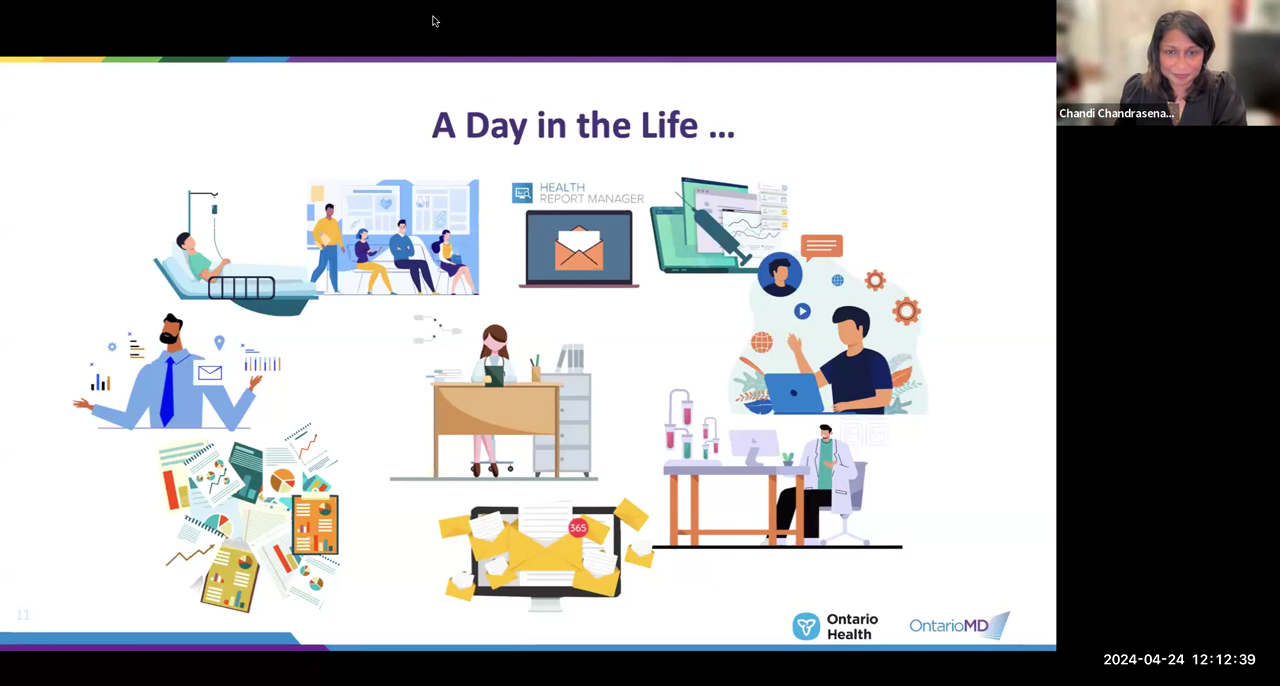 Chandi Chandrasena...
A Day in the Life ...
HEALTH
REPORT MANAGER
365
11
Ontario
Health
OntarioMD
2024-04-24 12:12:39